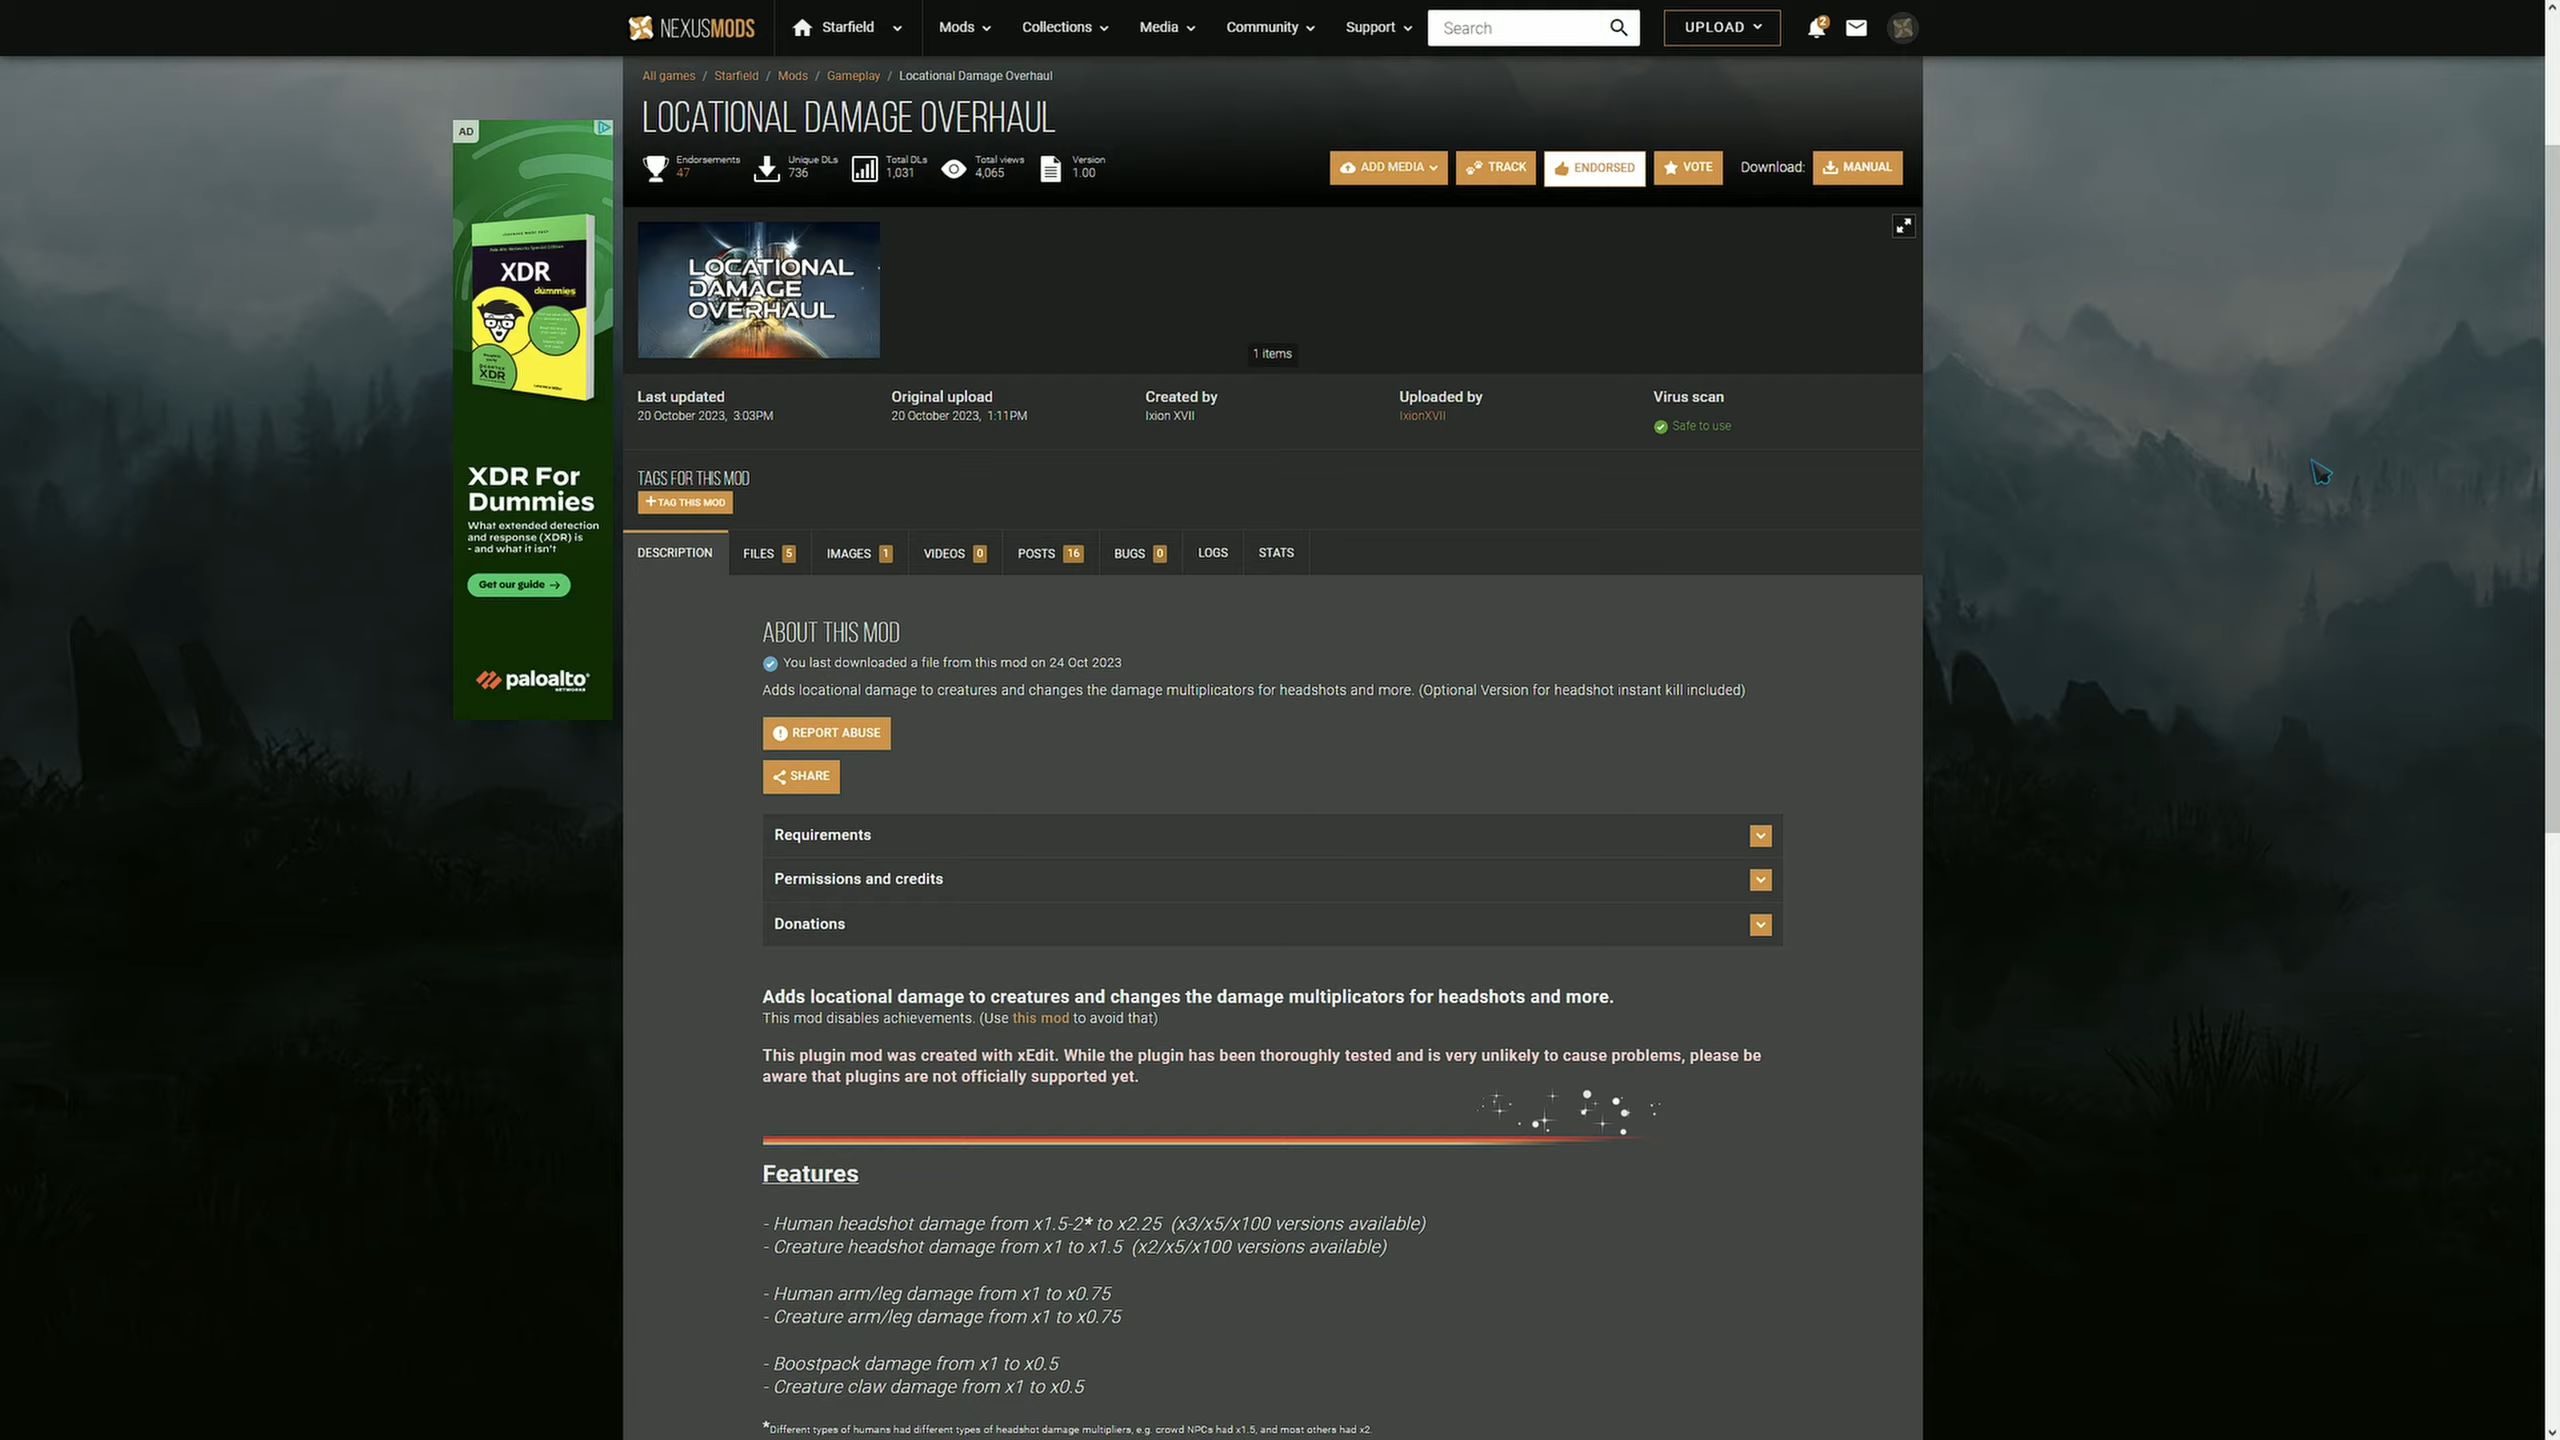 NEXUSMODS
Starfield
Mods
Collections
Media
Community
Support
Search
UPLOAD
2
All games / Starfield / Mods / Gameplay / Locational Damage Overhaul
LOCATIONAL DAMAGE OVERHAUL
Endorsements
47
Unique DLs
736
Total DLs
1,031
Total views
4,065
Version
1.00
ADD MEDIA
TRACK
ENDORSED
VOTE
Download:
MANUAL
AD
XDR
dummies
XDR
XDR For
Dummies
What extended detection
and response (XDR) is
- and what it isn't
Get our guide →
paloalto
NETWORKS
LOCATIONAL
DAMAGE
OVERHAUL
1 items
Last updated
20 October 2023, 3:03PM
Original upload
20 October 2023, 1:11PM
Created by
Ixion XVII
Uploaded by
IxionXVII
Virus scan
Safe to use
TAGS FOR THIS MOD
+ TAG THIS MOD
DESCRIPTION
FILES 5
IMAGES 1
VIDEOS 0
POSTS 16
BUGS 0
LOGS
STATS
ABOUT THIS MOD
You last downloaded a file from this mod on 24 Oct 2023
Adds locational damage to creatures and changes the damage multiplicators for headshots and more. (Optional Version for headshot instant kill included)
REPORT ABUSE
SHARE
Requirements
Permissions and credits
Donations
Adds locational damage to creatures and changes the damage multiplicators for headshots and more.
This mod disables achievements. (Use this mod to avoid that)
This plugin mod was created with xEdit. While the plugin has been thoroughly tested and is very unlikely to cause problems, please be
aware that plugins are not officially supported yet.
Features
- Human headshot damage from x1.5-2* to x2.25 (x3/x5/x100 versions available)
- Creature headshot damage from x1 to x1.5 (x2/x5/x100 versions available)
- Human arm/leg damage from x1 to x0.75
- Creature arm/leg damage from x1 to x0.75
- Boostpack damage from x1 to x0.5
- Creature claw damage from x1 to x0.5
*Different types of humans had different types of headshot damage multipliers, e.g. crowd NPCs had x1.5, and most others had x2.